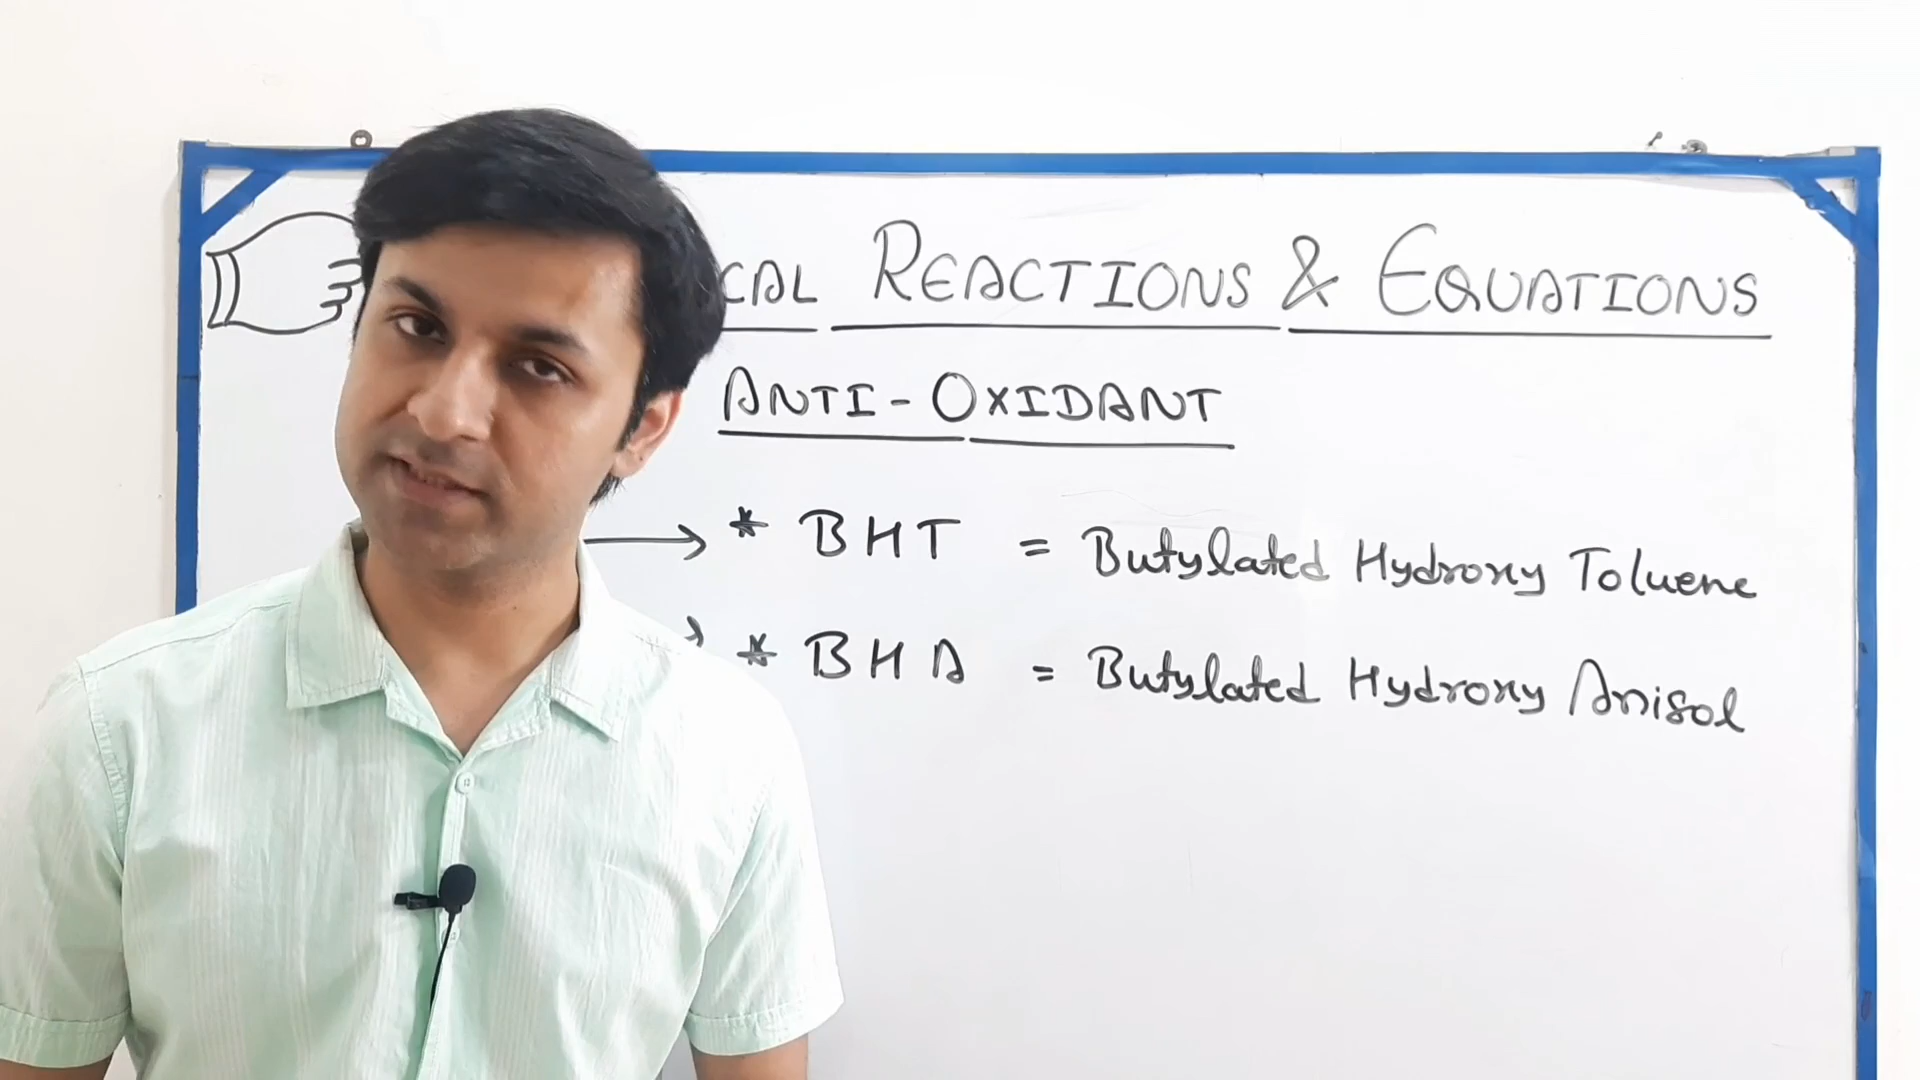 CAL REACTIONS & EQUATIONS
ANTI-OXIDANT
→ * BHT = Butylated Hydroxy Toluene
* BHA = Butylated Hydroxy Anisol